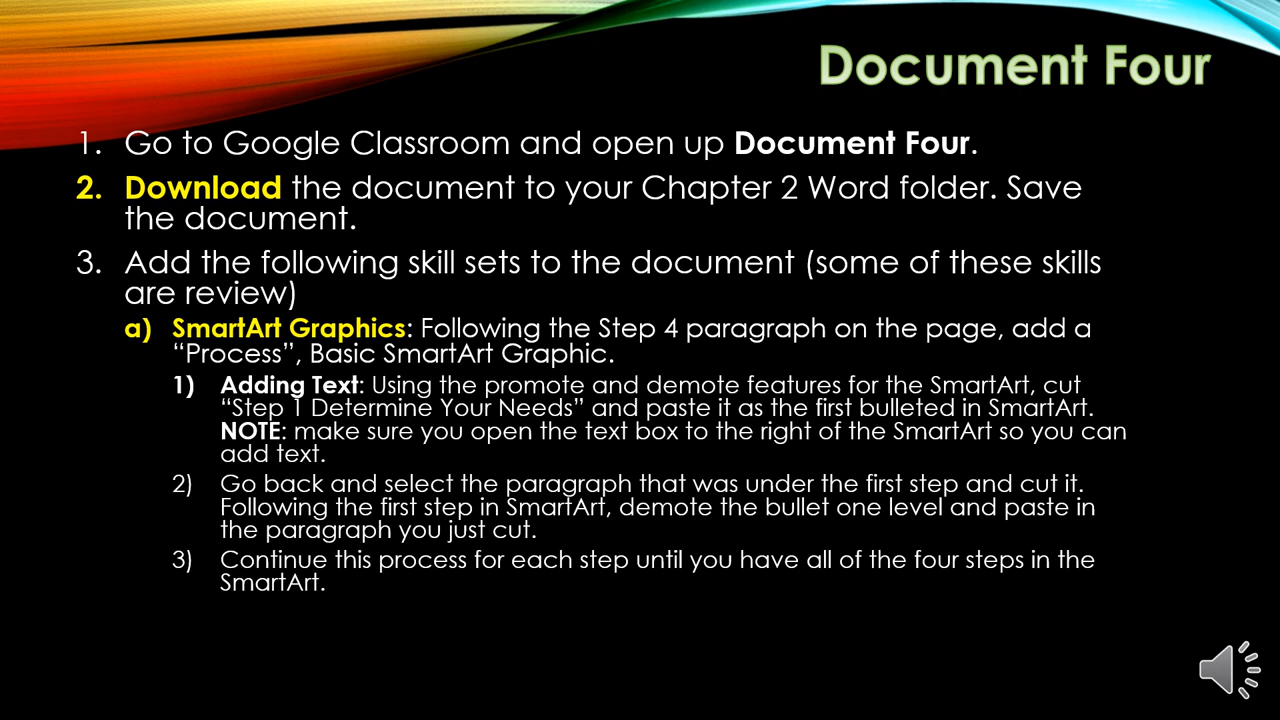 Document Four
1. Go to Google Classroom and open up Document Four.
2. Download the document to your Chapter 2 Word folder. Save
the document.
3. Add the following skill sets to the document (some of these skills
are review)
a) SmartArt Graphics: Following the Step 4 paragraph on the page, add a
“Process”, Basic SmartArt Graphic.
1) Adding Text: Using the promote and demote features for the SmartArt, cut
“Step 1 Determine Your Needs” and paste it as the first bulleted in SmartArt.
NOTE: make sure you open the text box to the right of the SmartArt so you can
add text.
2) Go back and select the paragraph that was under the first step and cut it.
Following the first step in SmartArt, demote the bullet one level and paste in
the paragraph you just cut.
3) Continue this process for each step until you have all of the four steps in the
SmartArt.